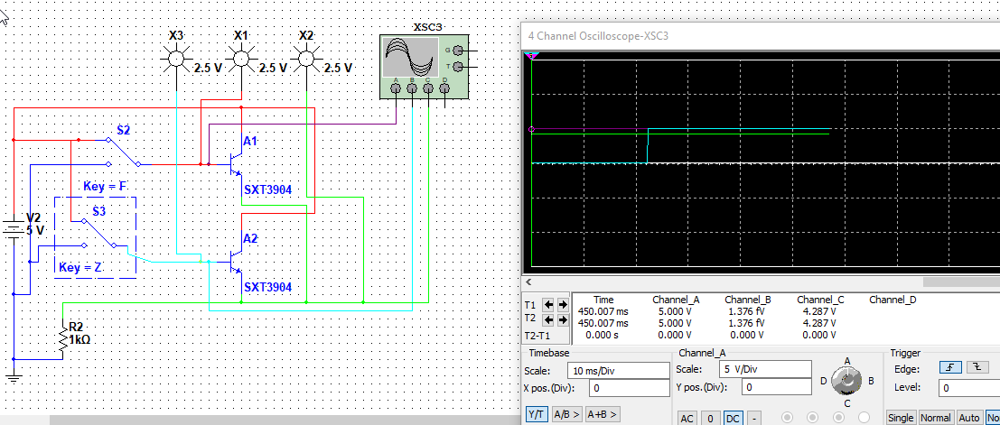 XSC3
X3
X1
X2
2.5 V
2.5 V
2.5 V
G
T
A
B
C
D
S2
A1
Key = F
SXT3904
V2
5 V
S3
Key = Z
A2
SXT3904
R2
1kΩ
4 Channel Oscilloscope-XSC3
Time Channel_A Channel_B Channel_C Channel_D
T1 450.007 ms 5.000 V 1.376 fV 4.287 V
T2 450.007 ms 5.000 V 1.376 fV 4.287 V
T2-T1 0.000 s 0.000 V 0.000 V 0.000 V
Timebase
Scale: 10 ms/Div
X pos.(Div): 0
Y/T A/B > A+B >
Channel_A
Scale: 5 V/Div
Y pos.(Div): 0
AC 0 DC -
A
B
C
D
Trigger
Edge:
Level: 0
Single Normal Auto